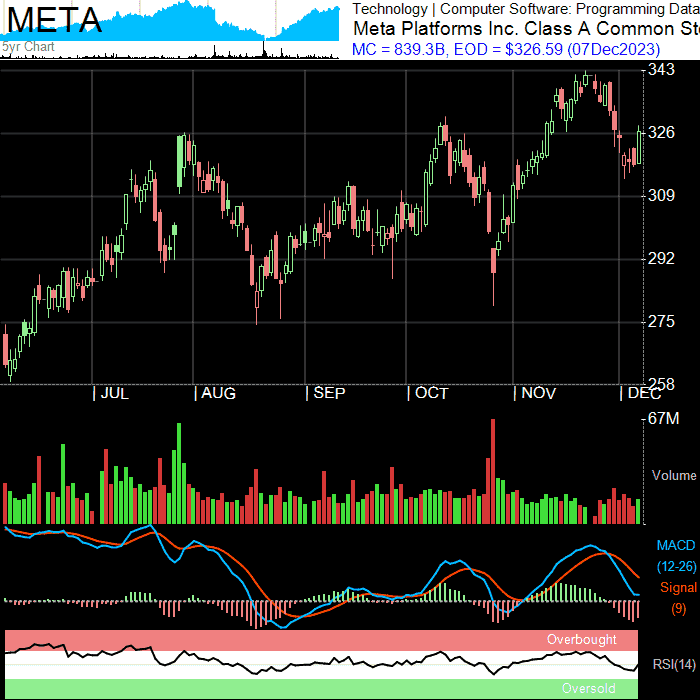 META
5yr Chart
Technology | Computer Software: Programming Data
Meta Platforms Inc. Class A Common Sto
MC = 839.3B, EOD = $326.59 (07Dec2023)
343
326
309
292
275
258
| JUL | AUG | SEP | OCT | NOV | DEC
67M
Volume
MACD
(12-26)
Signal
(9)
Overbought
RSI(14)
Oversold